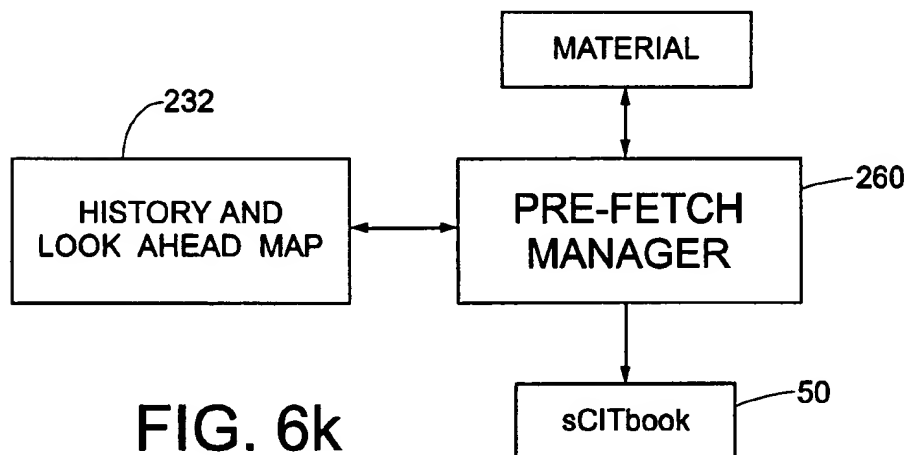 MATERIAL
232
HISTORY AND
LOOK AHEAD MAP
PRE-FETCH
MANAGER
260
sCITbook
50
FIG. 6k